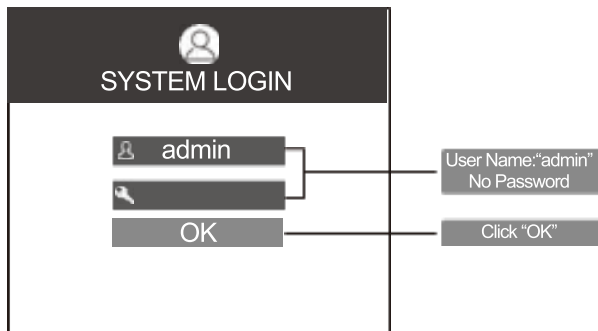 SYSTEM LOGIN
admin
User Name:“admin”
No Password
OK
Click “OK”